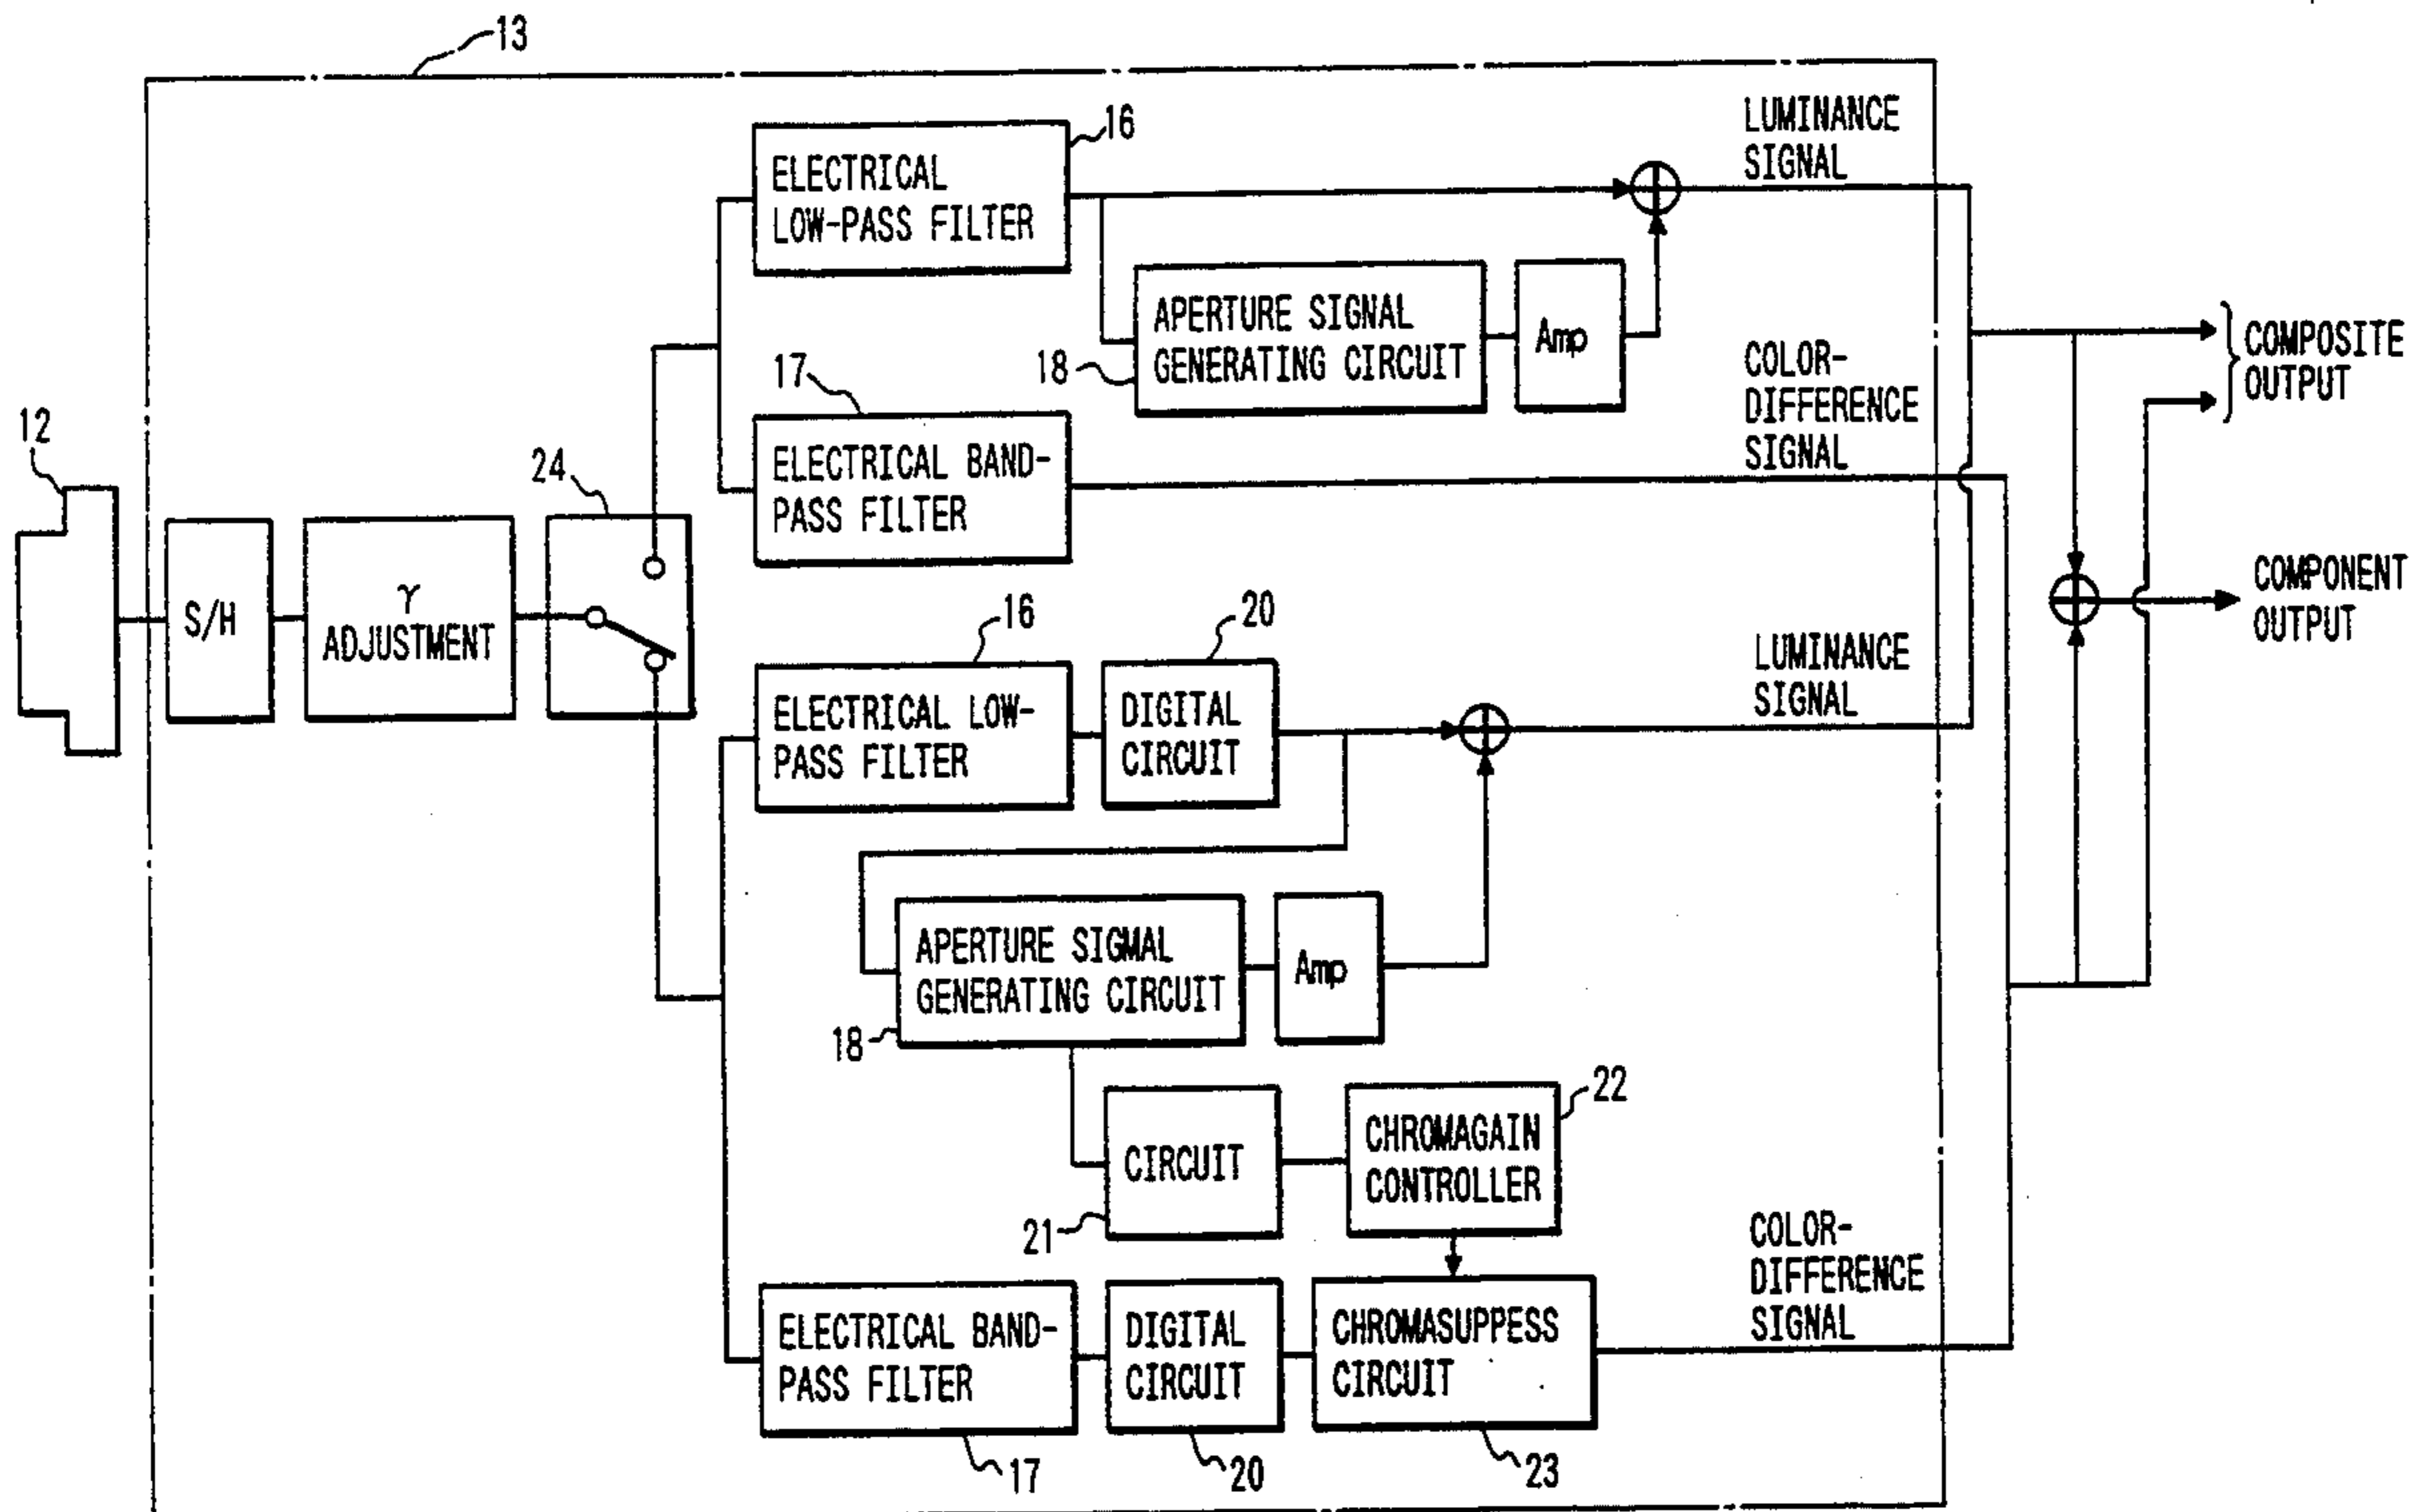 13
ELECTRICAL
LOW-PASS FILTER
16
LUMINANCE
SIGNAL
APERTURE SIGNAL
GENERATING CIRCUIT
18
Amp
COLOR-
DIFFERENCE
SIGNAL
COMPOSITE
OUTPUT
17
ELECTRICAL BAND-
PASS FILTER
12
24
S/H
γ
ADJUSTMENT
COMPONENT
OUTPUT
16
ELECTRICAL LOW-
PASS FILTER
20
DIGITAL
CIRCUIT
LUMINANCE
SIGNAL
APERTURE SIGMAL
GENERATING CIRCUIT
18
Amp
CIRCUIT
21
CHROMAGAIN
CONTROLLER
22
COLOR-
DIFFERENCE
SIGNAL
ELECTRICAL BAND-
PASS FILTER
17
DIGITAL
CIRCUIT
20
CHROMASUPPESS
CIRCUIT
23